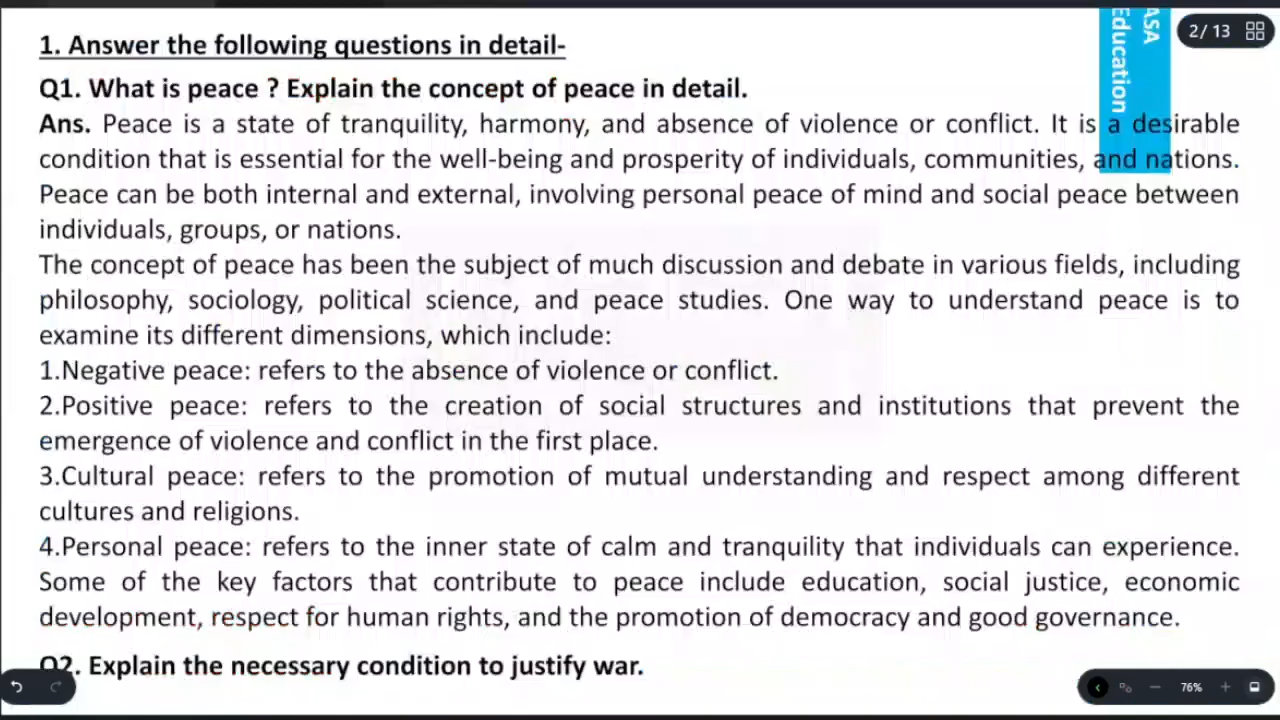 1. Answer the following questions in detail-
Q1. What is peace ? Explain the concept of peace in detail.
Ans. Peace is a state of tranquility, harmony, and absence of violence or conflict. It is a desirable
condition that is essential for the well-being and prosperity of individuals, communities, and nations.
Peace can be both internal and external, involving personal peace of mind and social peace between
individuals, groups, or nations.
The concept of peace has been the subject of much discussion and debate in various fields, including
philosophy, sociology, political science, and peace studies. One way to understand peace is to
examine its different dimensions, which include:
1.Negative peace: refers to the absence of violence or conflict.
2.Positive peace: refers to the creation of social structures and institutions that prevent the
emergence of violence and conflict in the first place.
3.Cultural peace: refers to the promotion of mutual understanding and respect among different
cultures and religions.
4.Personal peace: refers to the inner state of calm and tranquility that individuals can experience.
Some of the key factors that contribute to peace include education, social justice, economic
development, respect for human rights, and the promotion of democracy and good governance.
Q2. Explain the necessary condition to justify war.
ASA
Education
2/ 13
76%